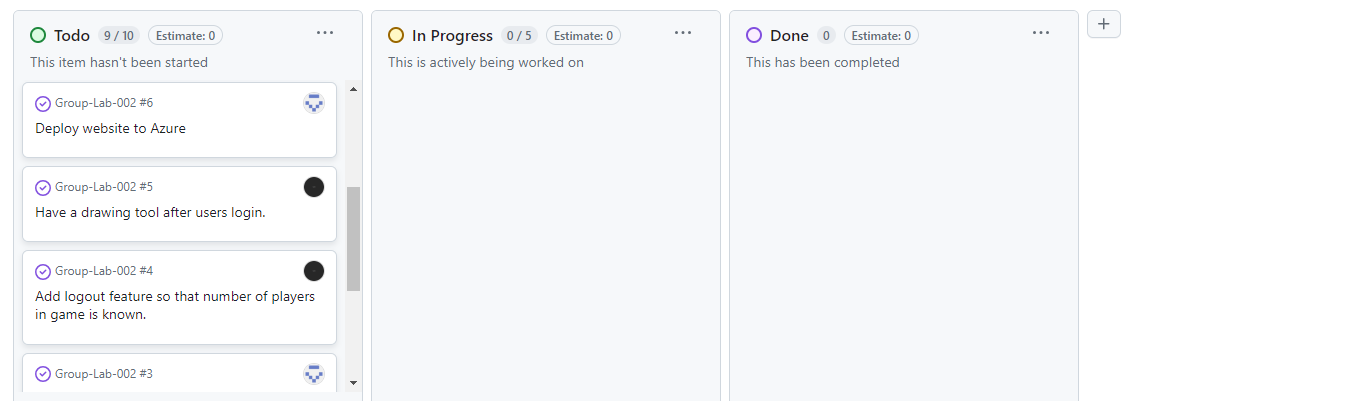 Todo 9 / 10 Estimate: 0
This item hasn't been started
Group-Lab-002 #6
Deploy website to Azure
Group-Lab-002 #5
Have a drawing tool after users login.
Group-Lab-002 #4
Add logout feature so that number of players
in game is known.
Group-Lab-002 #3
In Progress 0 / 5 Estimate: 0
This is actively being worked on
Done 0 Estimate: 0
This has been completed